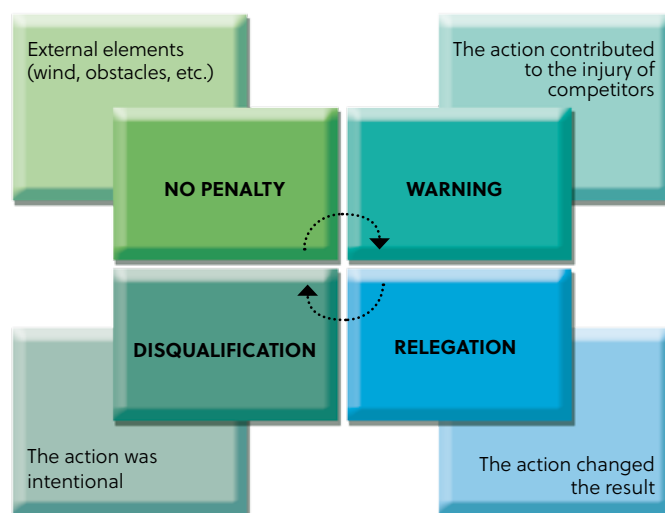 External elements
(wind, obstacles, etc.)
The action contributed
to the injury of
competitors
NO PENALTY
WARNING
DISQUALIFICATION
RELEGATION
The action was
intentional
The action changed
the result